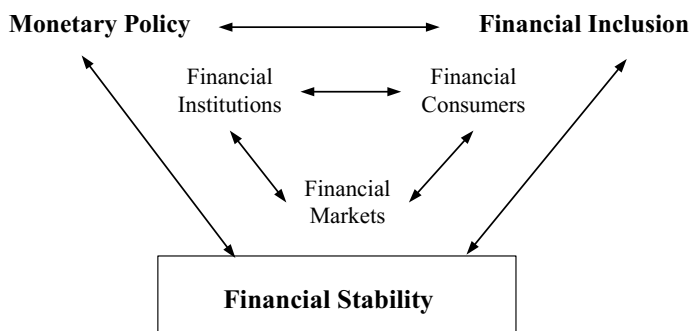 Monetary Policy
Financial Inclusion
Financial
Institutions
Financial
Consumers
Financial
Markets
Financial Stability